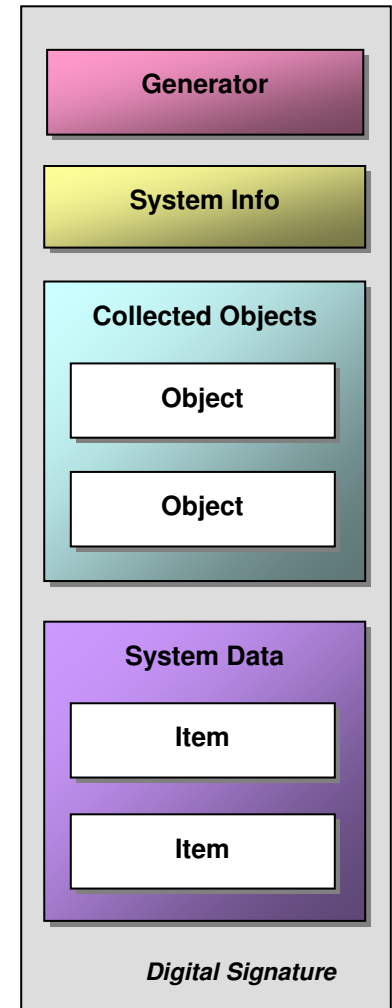 Generator
System Info
Collected Objects
Object
Object
System Data
Item
Item
Digital Signature